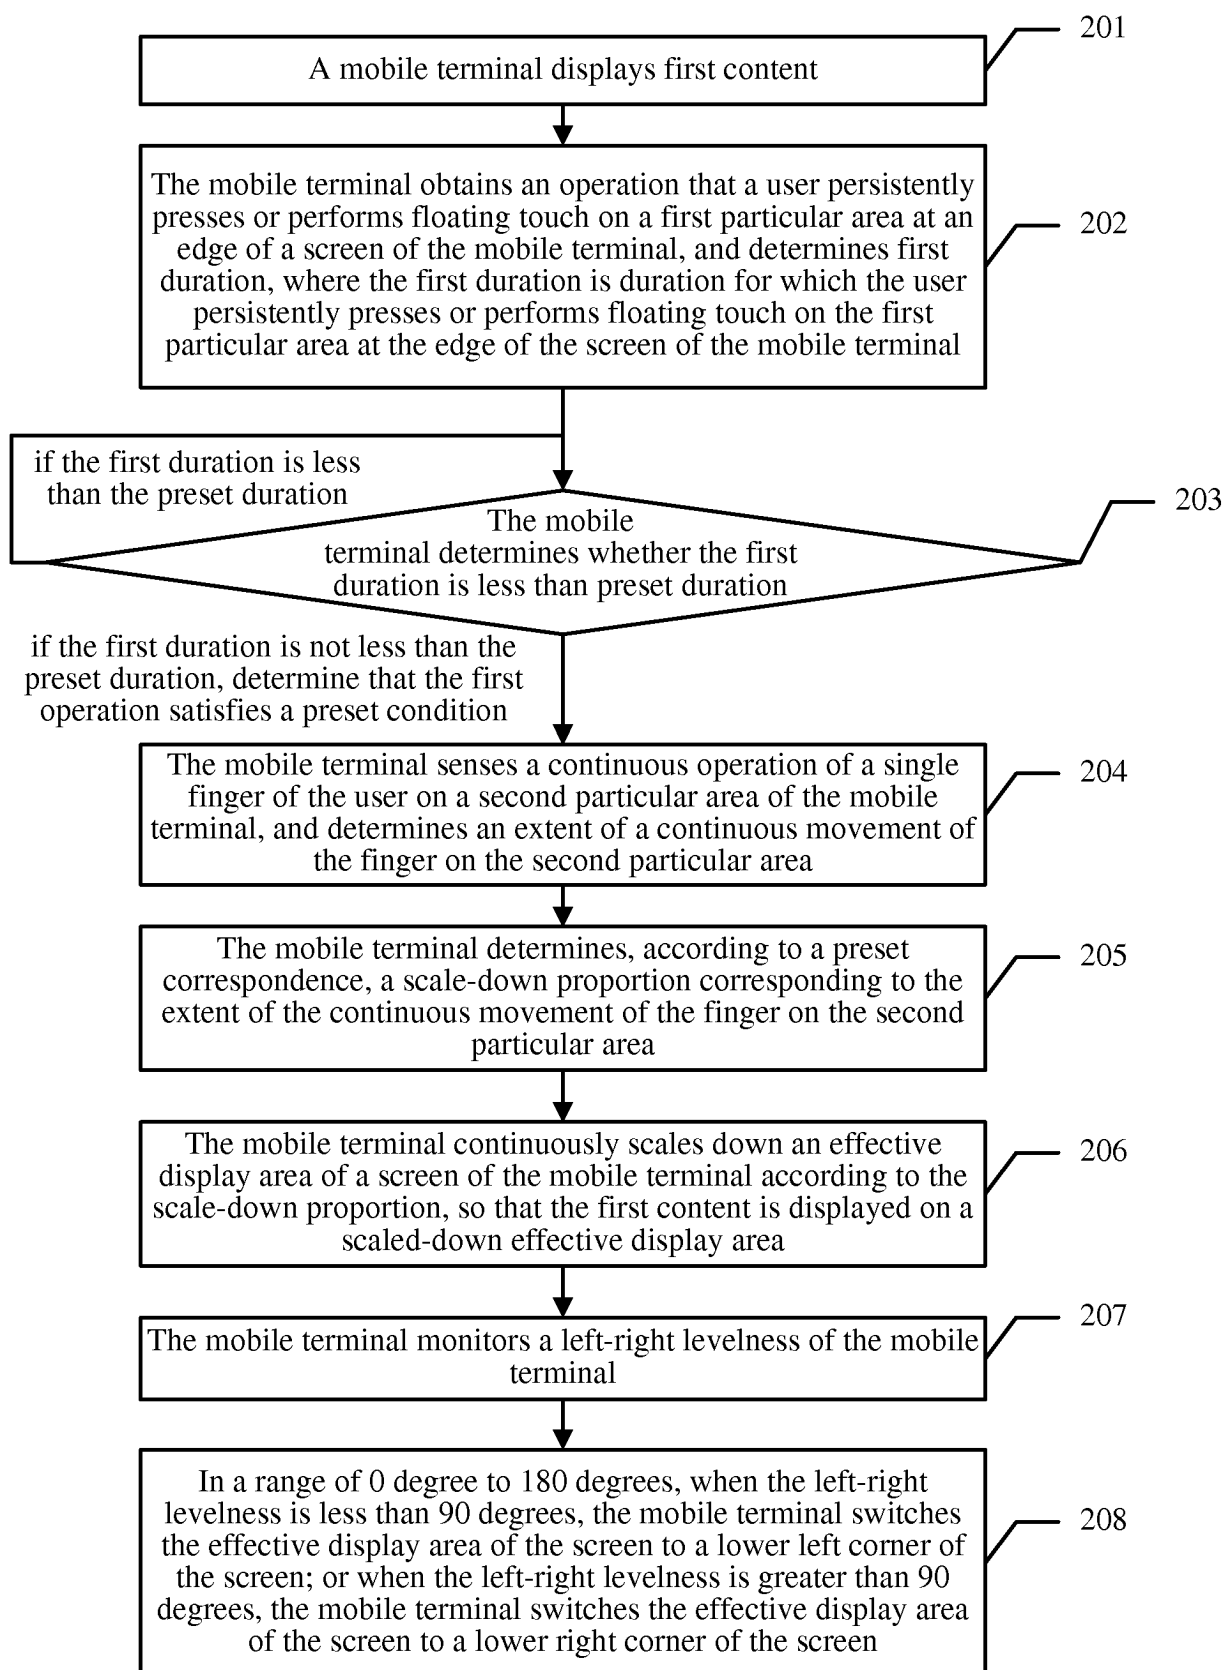 201
A mobile terminal displays first content
The mobile terminal obtains an operation that a user persistently
presses or performs floating touch on a first particular area at an
edge of a screen of the mobile terminal, and determines first
duration, where the first duration is duration for which the user
persistently presses or performs floating touch on the first
particular area at the edge of the screen of the mobile terminal
202
if the first duration is less
than the preset duration
The mobile
terminal determines whether the first
duration is less than preset duration
203
if the first duration is not less than the
preset duration, determine that the first
operation satisfies a preset condition
The mobile terminal senses a continuous operation of a single
finger of the user on a second particular area of the mobile
terminal, and determines an extent of a continuous movement of
the finger on the second particular area
204
The mobile terminal determines, according to a preset
correspondence, a scale-down proportion corresponding to the
extent of the continuous movement of the finger on the second
particular area
205
The mobile terminal continuously scales down an effective
display area of a screen of the mobile terminal according to the
scale-down proportion, so that the first content is displayed on a
scaled-down effective display area
206
The mobile terminal monitors a left-right levelness of the mobile
terminal
207
In a range of 0 degree to 180 degrees, when the left-right
levelness is less than 90 degrees, the mobile terminal switches
the effective display area of the screen to a lower left corner of
the screen; or when the left-right levelness is greater than 90
degrees, the mobile terminal switches the effective display area
of the screen to a lower right corner of the screen
208